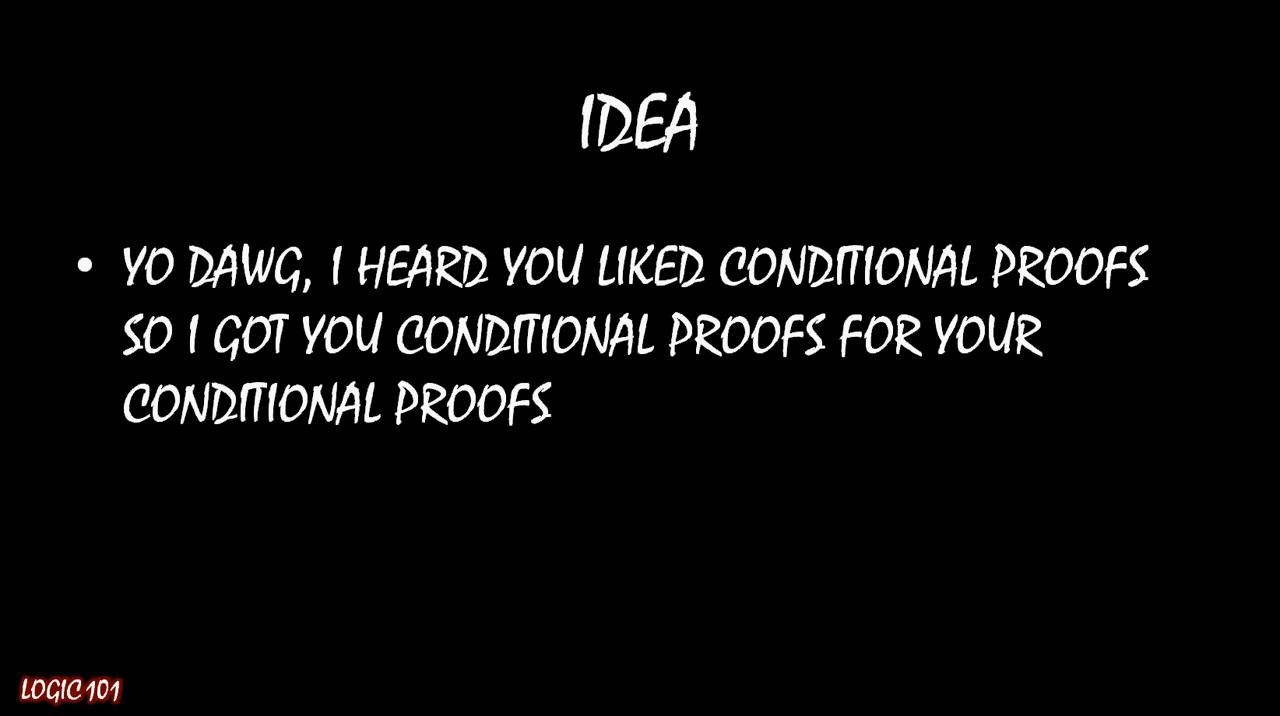 IDEA
• YO DAWG, I HEARD YOU LIKED CONDITIONAL PROOFS
SO I GOT YOU CONDITIONAL PROOFS FOR YOUR
CONDITIONAL PROOFS
LOGIC 101